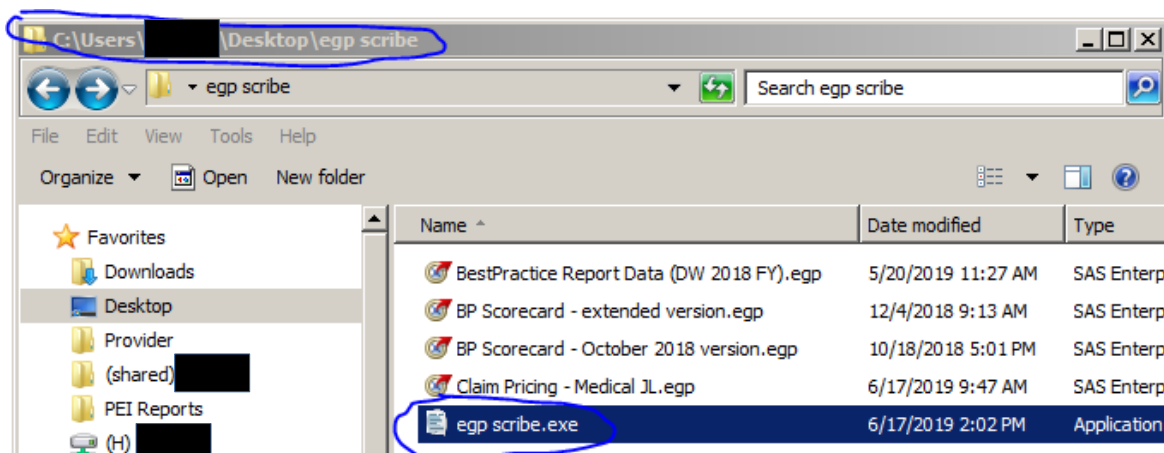 C:\Users\ \Desktop\egp scribe
egp scribe
Search egp scribe
File Edit View Tools Help
Organize Open New folder
Name Date modified Type
Favorites
Downloads
Desktop
Provider
(shared)
PEI Reports
(H)
BestPractice Report Data (DW 2018 FY).egp 5/20/2019 11:27 AM SAS Enterp
BP Scorecard - extended version.egp 12/4/2018 9:13 AM SAS Enterp
BP Scorecard - October 2018 version.egp 10/18/2018 5:01 PM SAS Enterp
Claim Pricing - Medical JL.egp 6/17/2019 9:47 AM SAS Enterp
egp scribe.exe 6/17/2019 2:02 PM Application